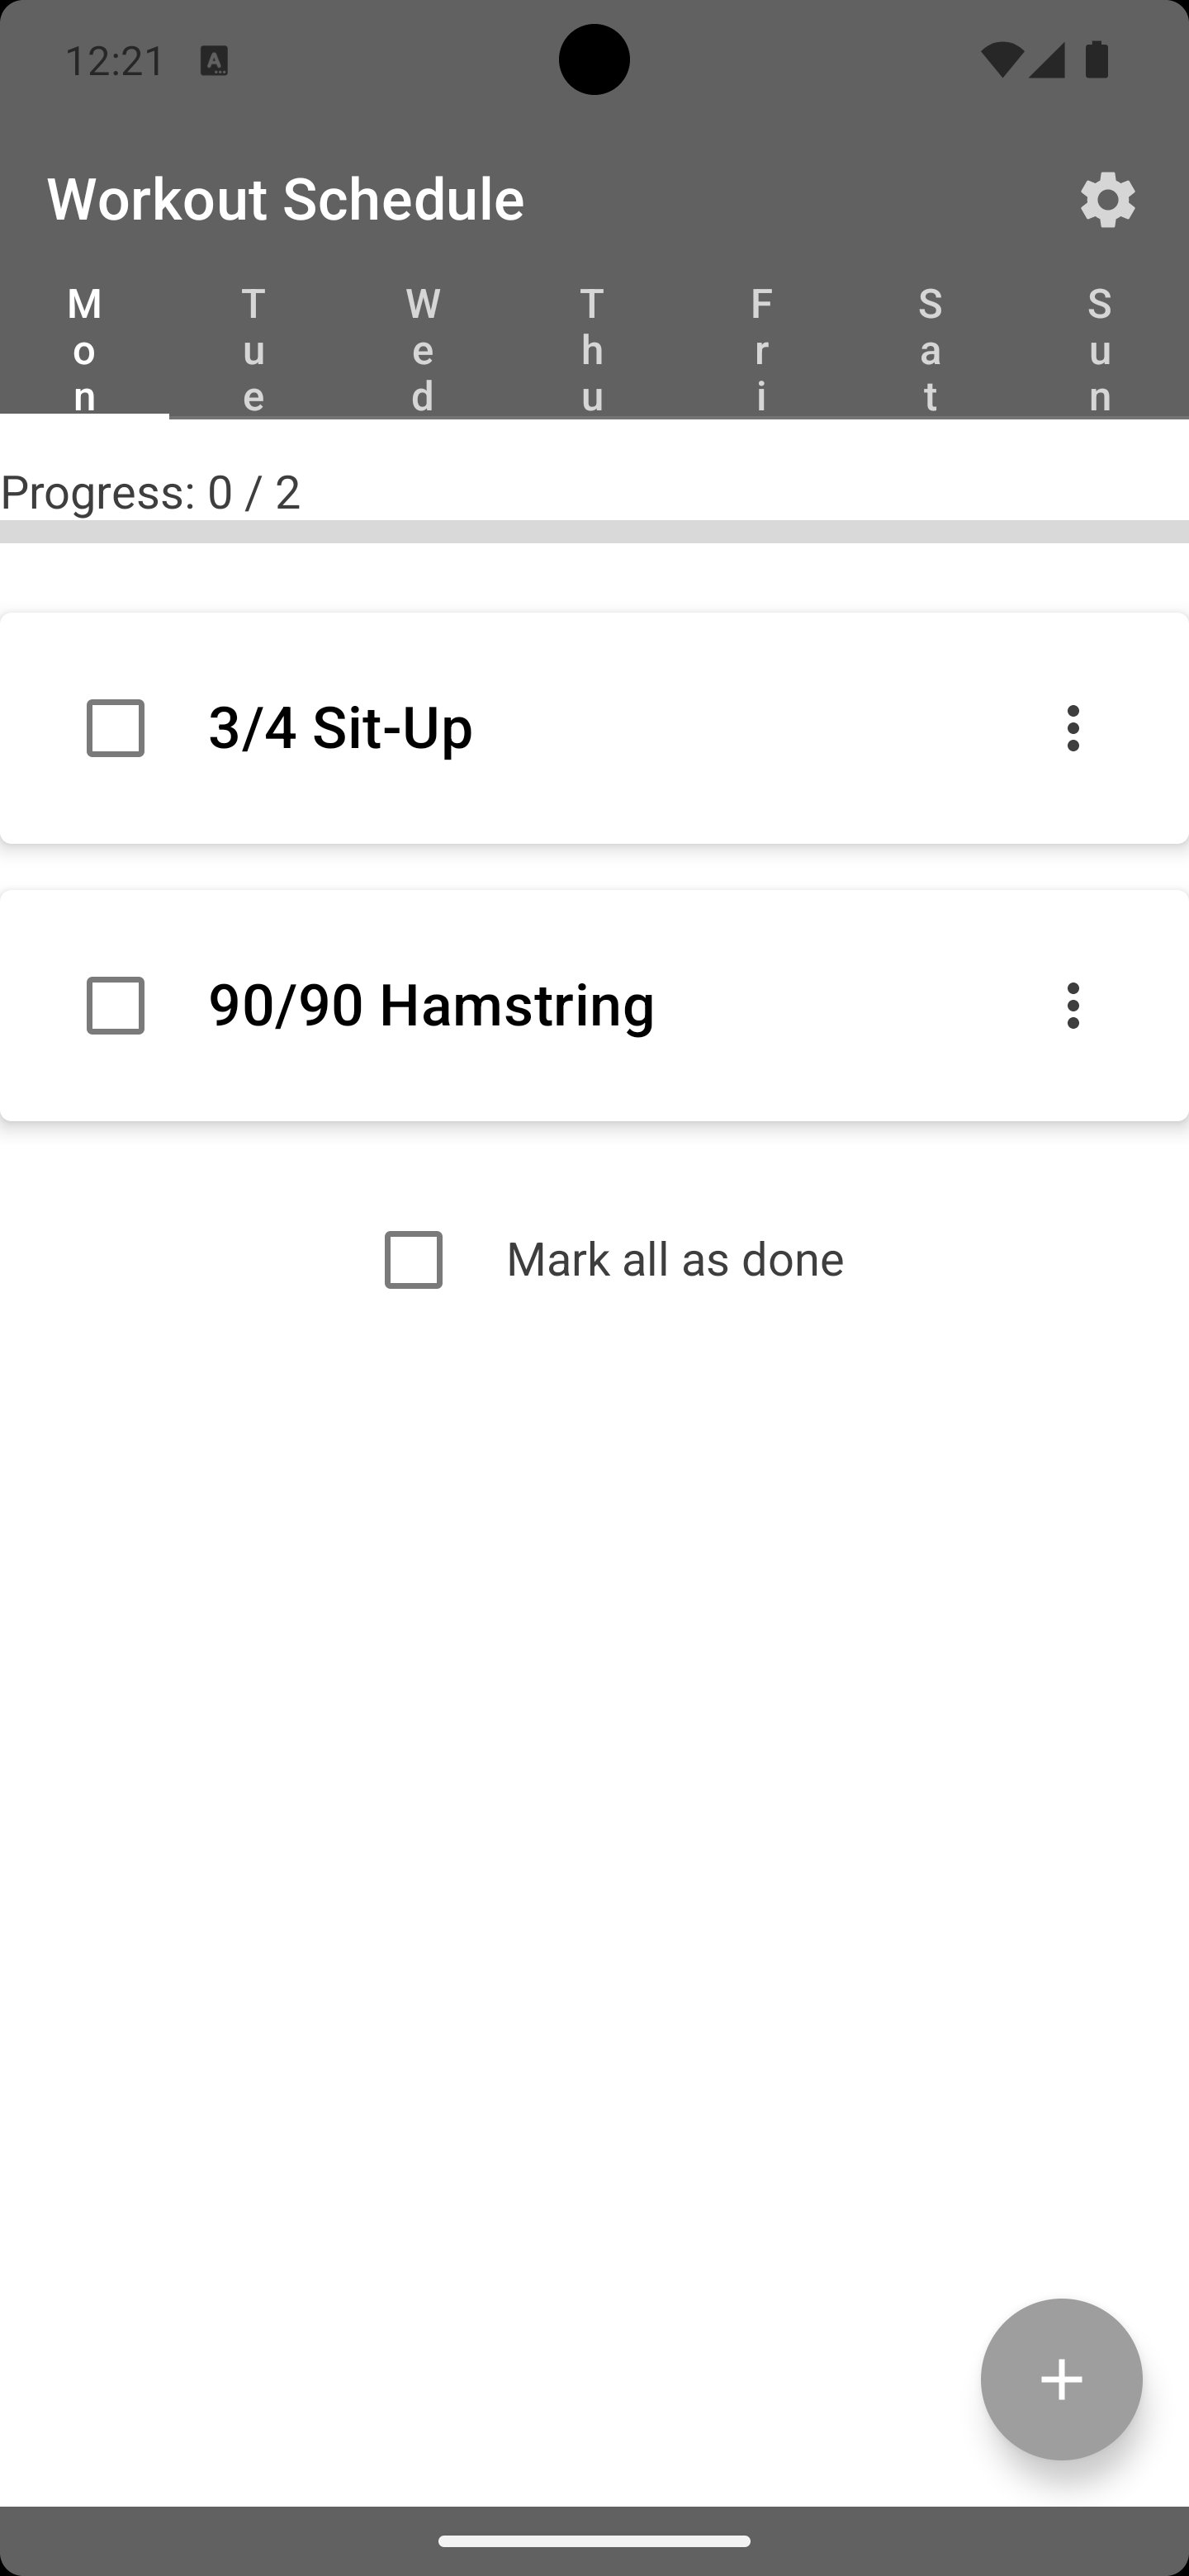 12:21
Workout Schedule
Mon Tue Wed Thu Fri Sat Sun
Progress: 0 / 2
3/4 Sit-Up
90/90 Hamstring
Mark all as done